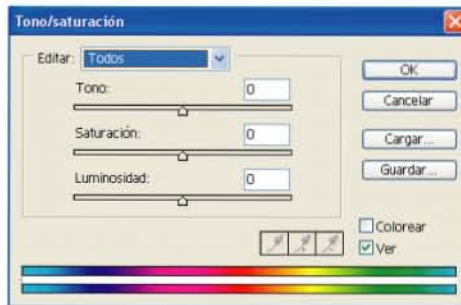 Tono/saturación
Editar: Todos
Tono: 0
Saturación: 0
Luminosidad: 0
OK
Cancelar
Cargar...
Guardar...
Colorear
Ver